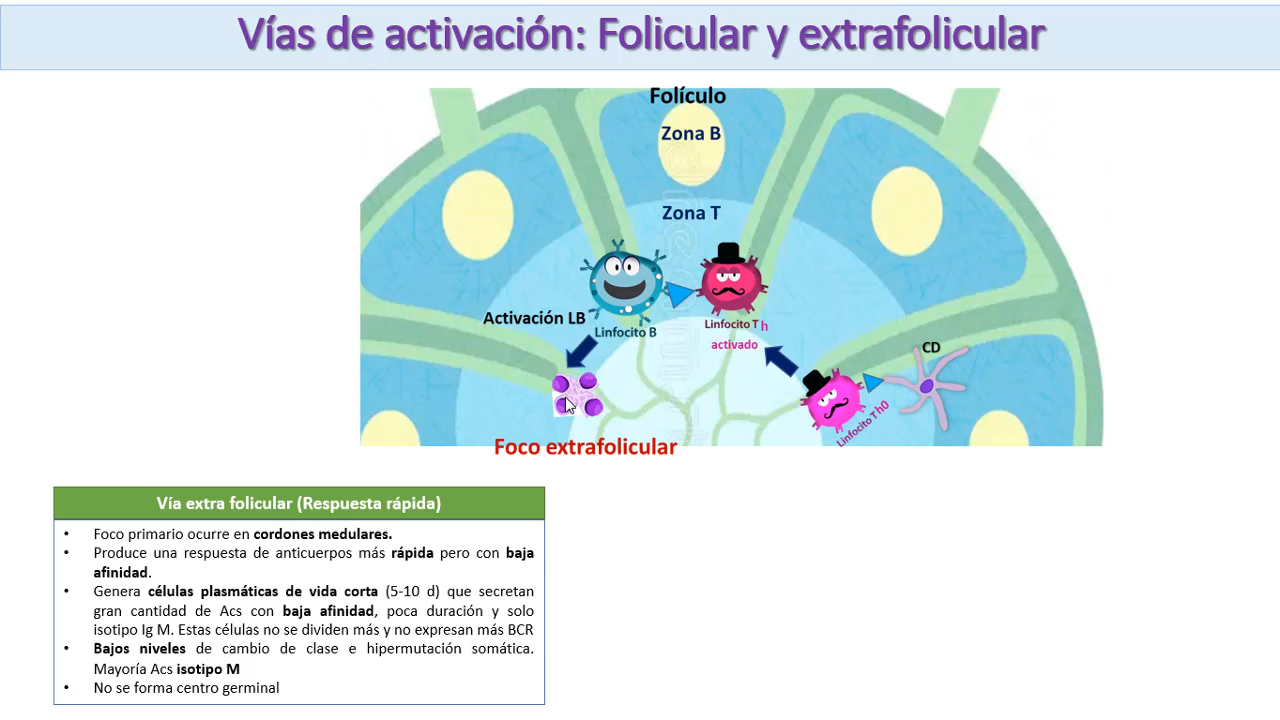 Vías de activación: Folicular y extrafolicular
Folículo
Zona B
Zona T
Activación LB
Linfocito B
Linfocito T h
activado
CD
Linfocito Th0
Foco extrafolicular
Vía extra folicular (Respuesta rápida)
• Foco primario ocurre en cordones medulares.
• Produce una respuesta de anticuerpos más rápida pero con baja
afinidad.
• Genera células plasmáticas de vida corta (5-10 d) que secretan
gran cantidad de Acs con baja afinidad, poca duración y solo
isotipo Ig M. Estas células no se dividen más y no expresan más BCR
• Bajos niveles de cambio de clase e hipermutación somática.
Mayoría Acs isotipo M
• No se forma centro germinal